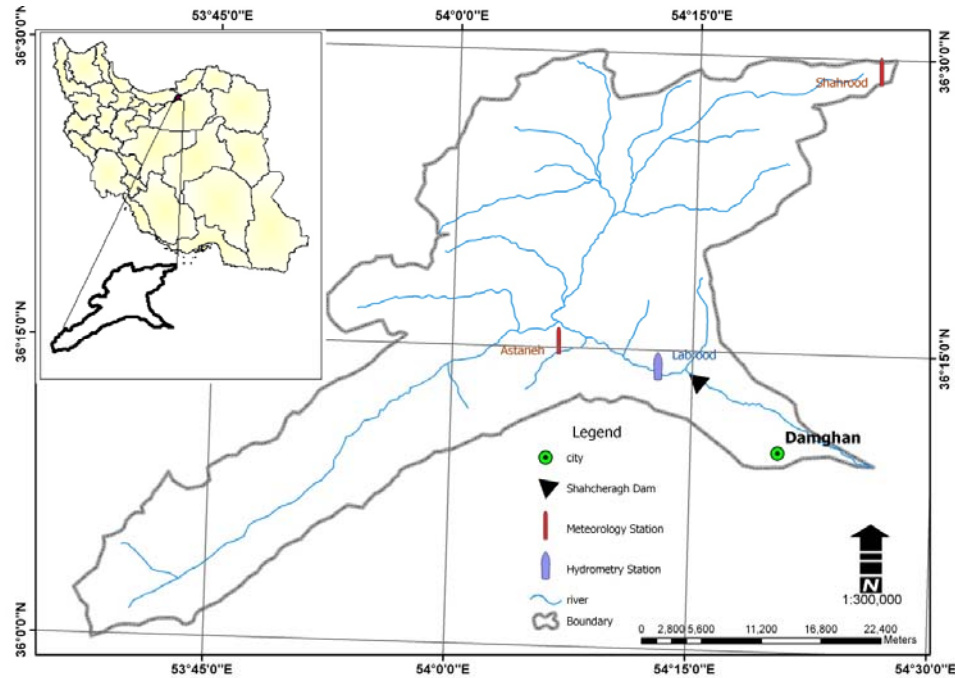 53°45'0"E
54°0'0"E
54°15'0"E
36°30'0"N
36°30'0"N
Shahrood
36°15'0"N
Astaneh
Labrood
36°15'0"N
Damghan
Legend
city
Shahcheragh Dam
Meteorology Station
Hydrometry Station
river
Boundary
N
1:300,000
0 2,800 5,600 11,200 16,800 22,400
Meters
36°0'0"N
36°0'0"N
53°45'0"E
54°0'0"E
54°15'0"E
54°30'0"E